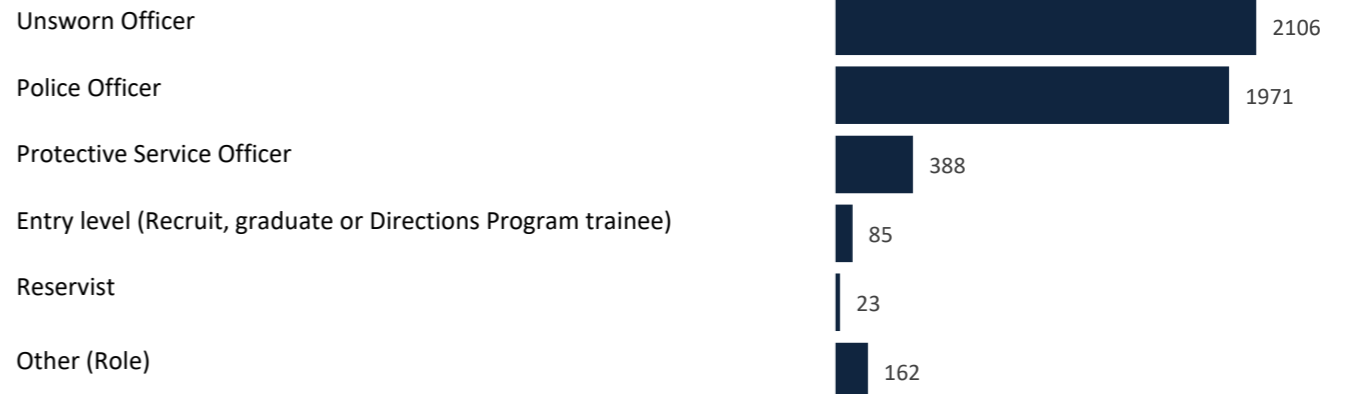 Unsworn Officer 2106
Police Officer 1971
Protective Service Officer 388
Entry level (Recruit, graduate or Directions Program trainee) 85
Reservist 23
Other (Role) 162